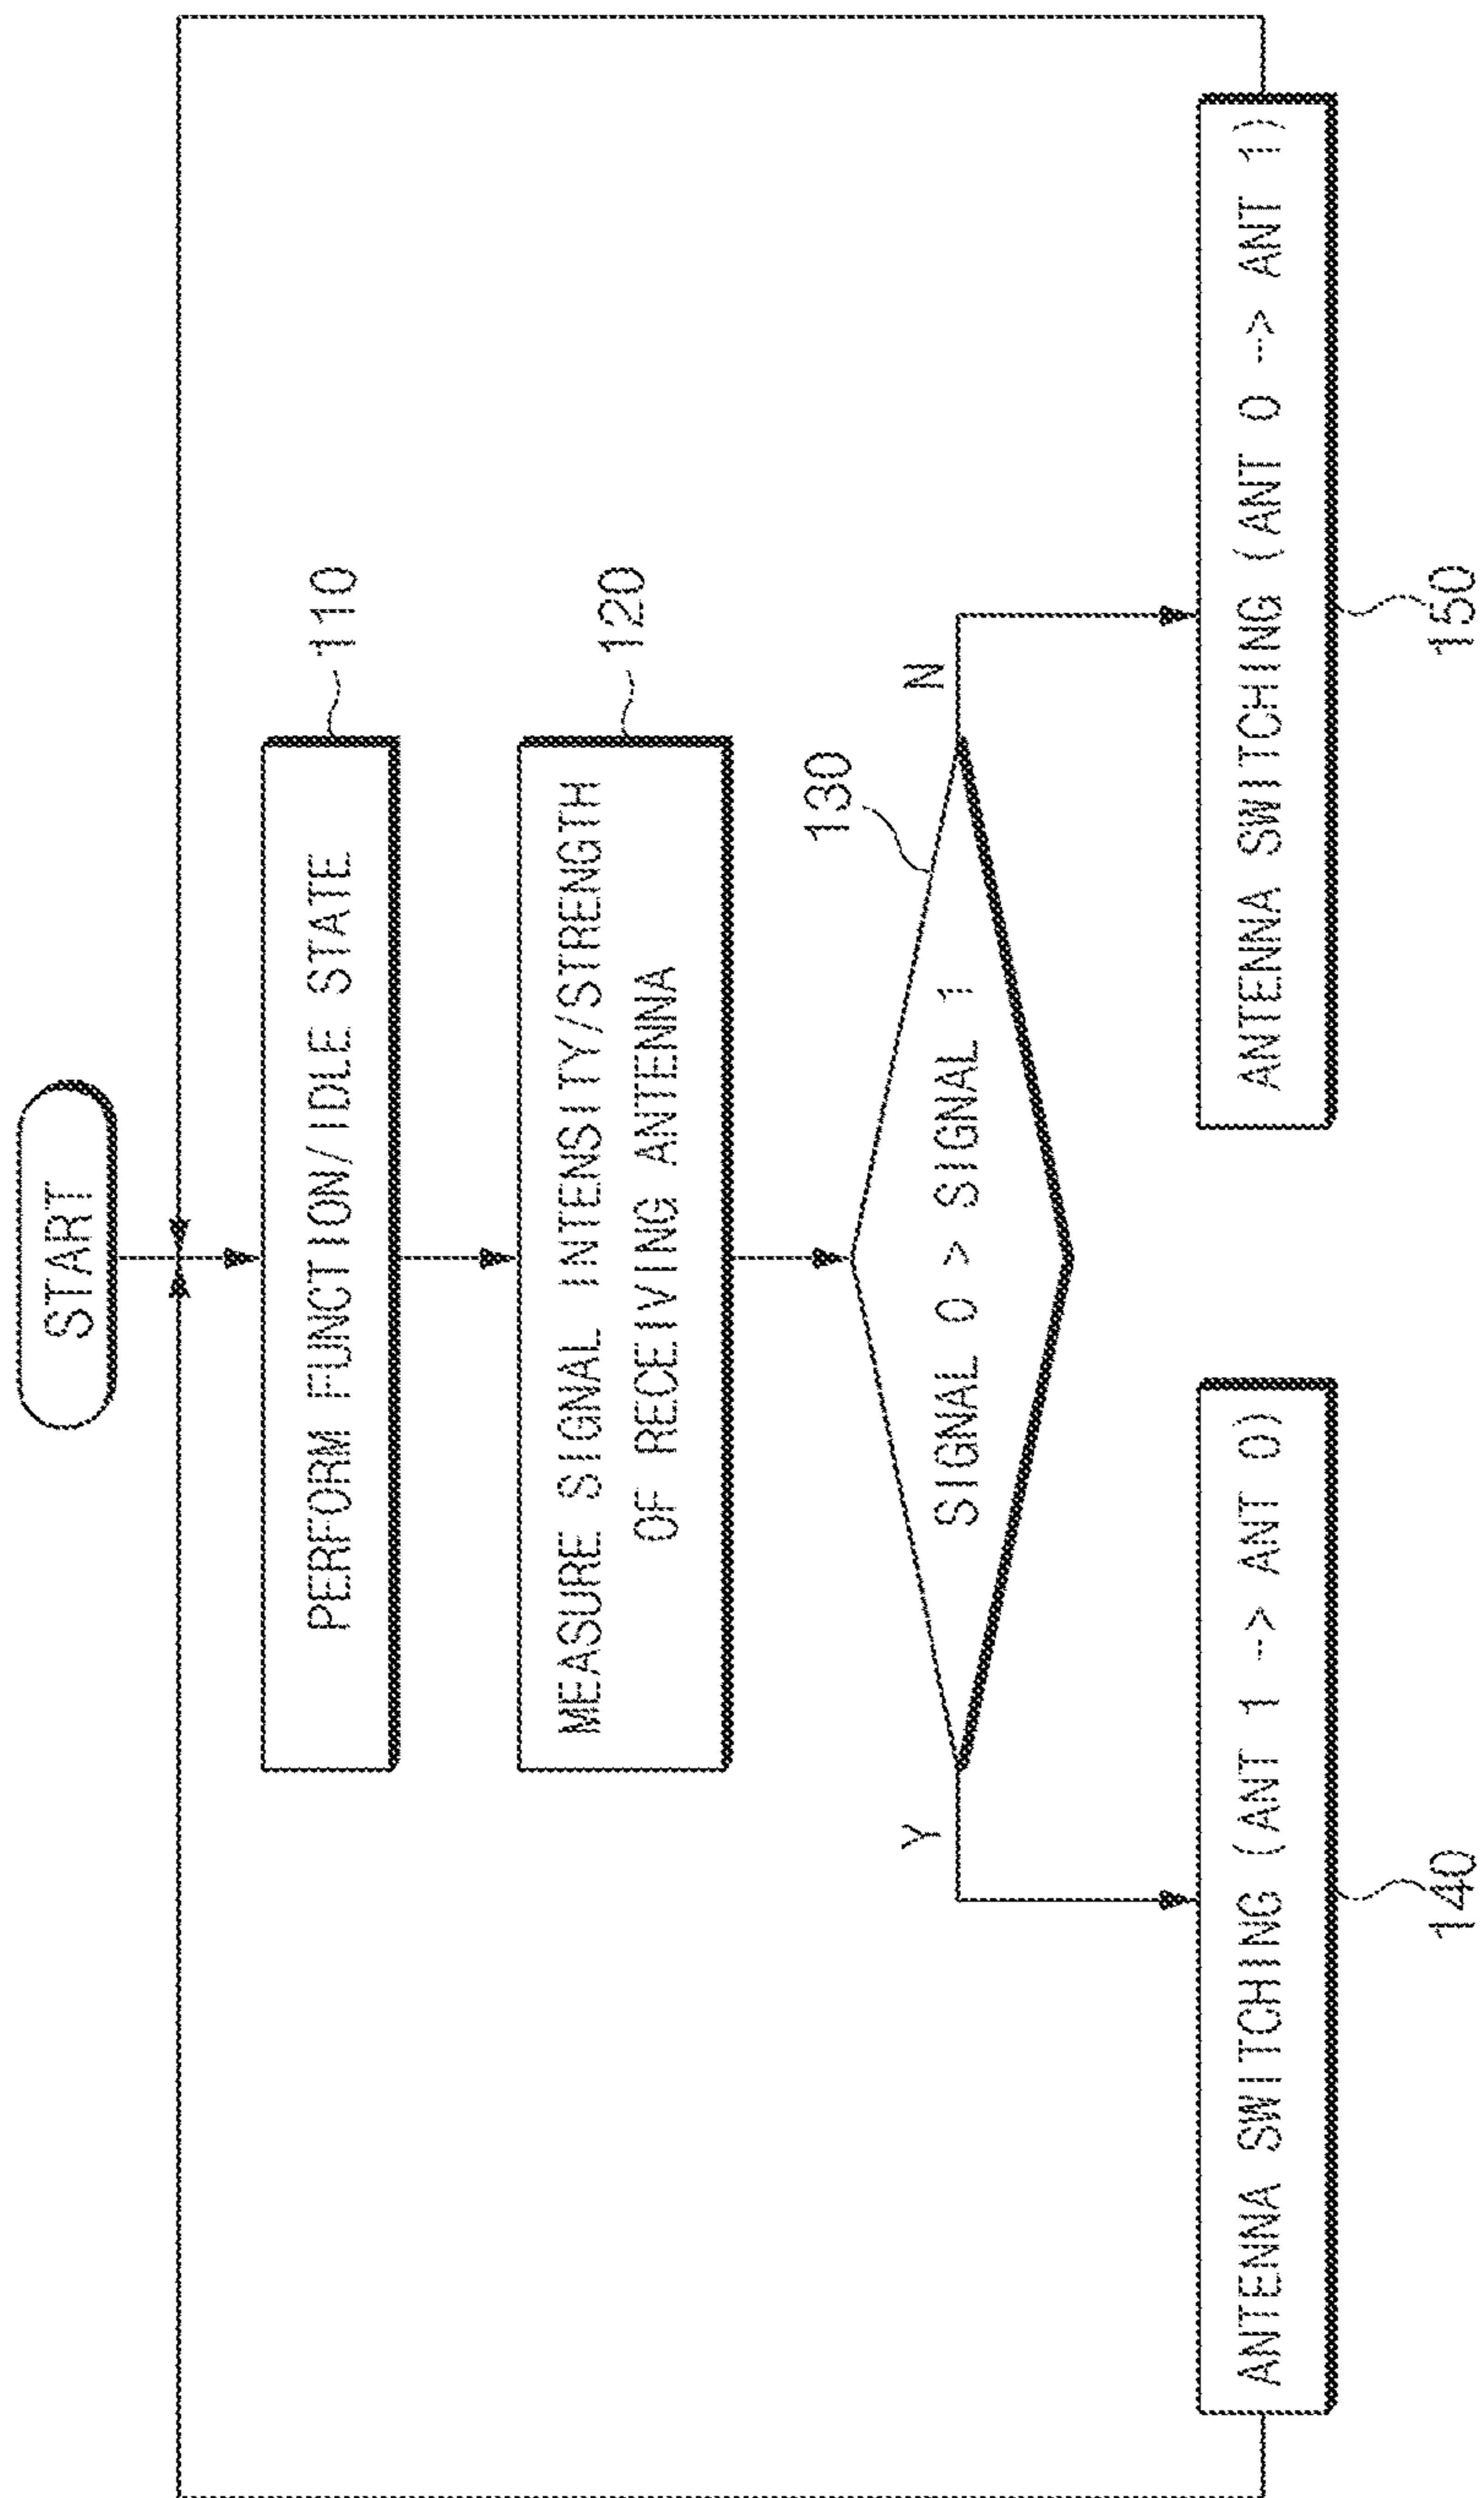 START
PERFORM FUNCTION/IDLE STATE
110
MEASURE SIGNAL INTENSITY/STRENGTH
OF RECEIVING ANTENNA
120
130
SIGNAL 0 > SIGNAL 1
Y
N
ANTENNA SWITCHING (ANT 1 --> ANT 0)
ANTENNA SWITCHING (ANT 0 --> ANT 1)
140
150